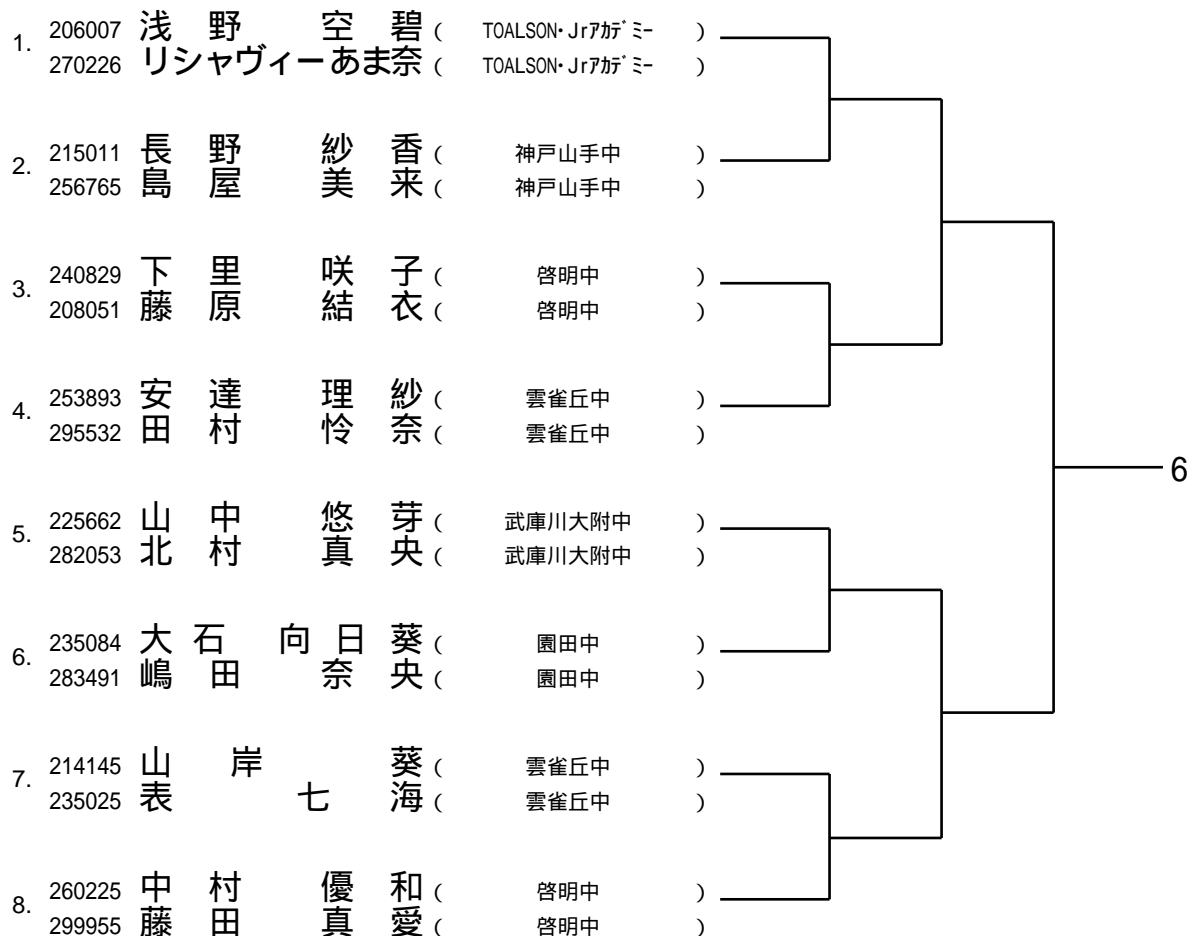 1. 206007 浅野 空碧 ( TOALSON・Jrｱｶﾃﾞﾐｰ )
270226 リシャヴィーあま奈 ( TOALSON・Jrｱｶﾃﾞﾐｰ )
2. 215011 長野 紗香 ( 神戸山手中 )
256765 島屋 美来 ( 神戸山手中 )
3. 240829 下里 咲子 ( 啓明中 )
208051 藤原 結衣 ( 啓明中 )
4. 253893 安達 理紗 ( 雲雀丘中 )
295532 田村 怜奈 ( 雲雀丘中 )
6
5. 225662 山中 悠芽 ( 武庫川大附中 )
282053 北村 真央 ( 武庫川大附中 )
6. 235084 大石 向日葵 ( 園田中 )
283491 嶋田 奈央 ( 園田中 )
7. 214145 山岸 葵 ( 雲雀丘中 )
235025 表 七海 ( 雲雀丘中 )
8. 260225 中村 優和 ( 啓明中 )
299955 藤田 真愛 ( 啓明中 )